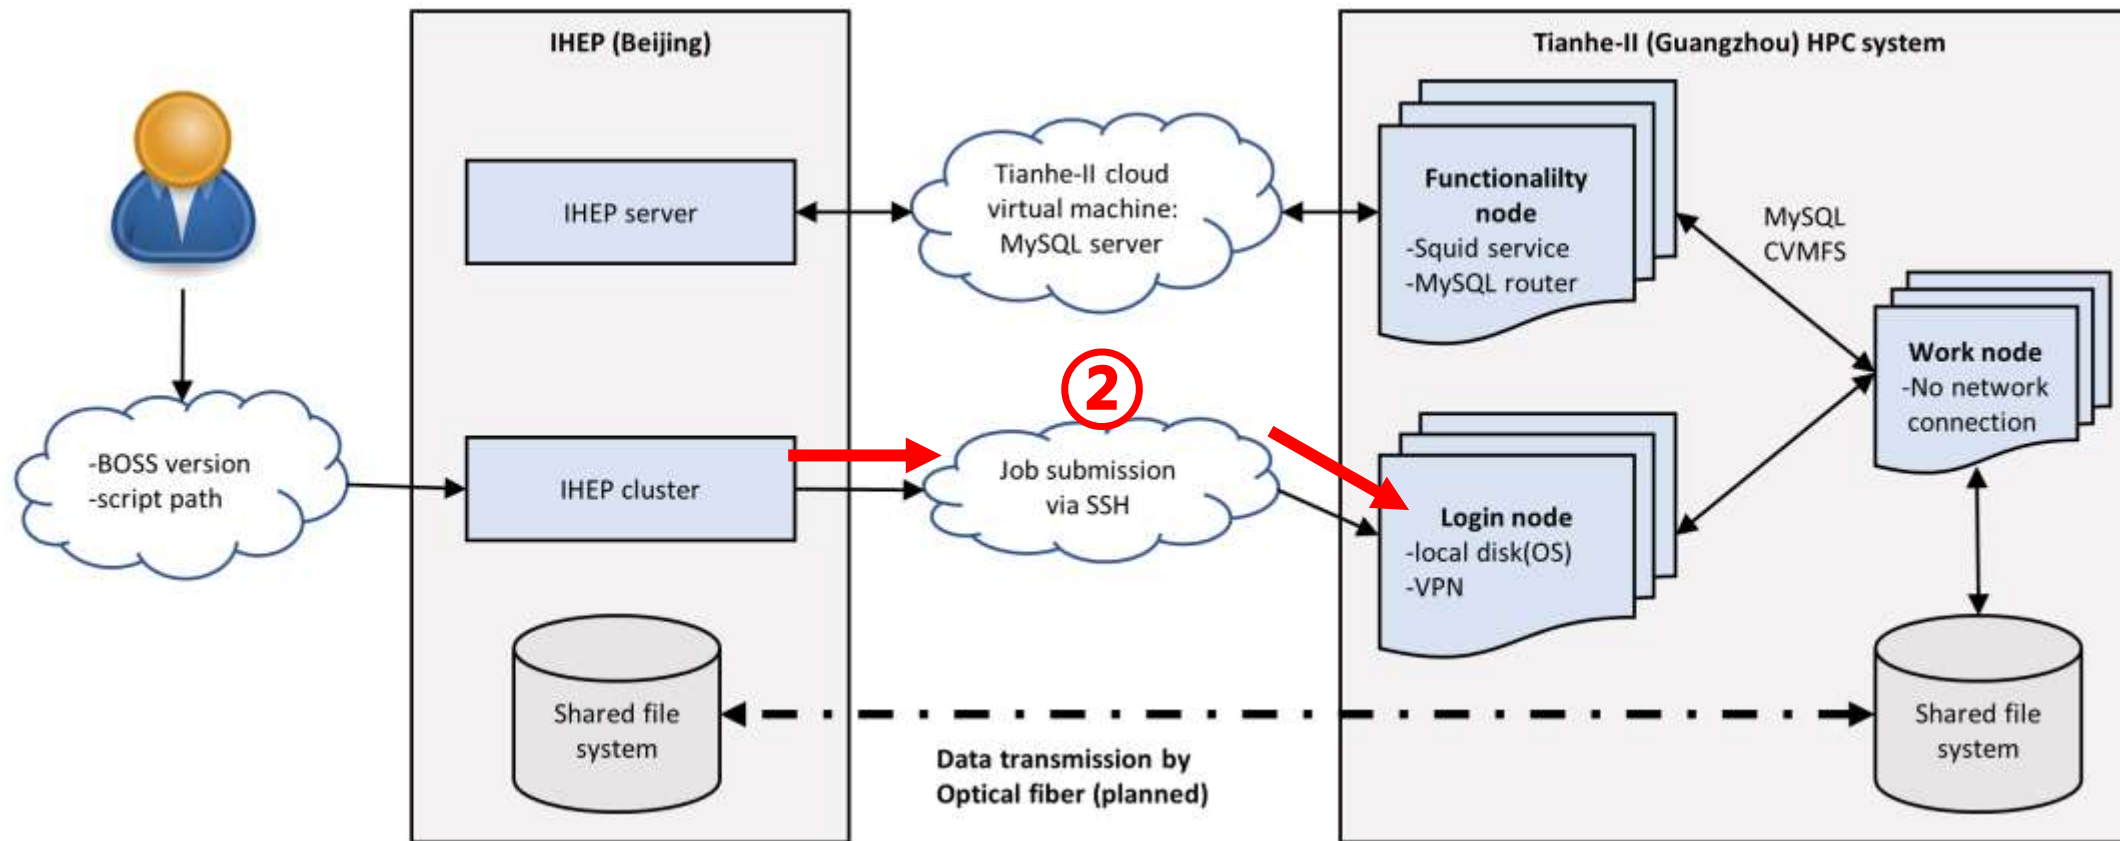 IHEP (Beijing)
Tianhe-II (Guangzhou) HPC system
IHEP server
Tianhe-II cloud
virtual machine:
MySQL server
Functionalilty
node
-Squid service
-MySQL router
MySQL
CVMFS
Work node
-No network
connection
②
-BOSS version
-script path
IHEP cluster
Job submission
via SSH
Login node
-local disk(OS)
-VPN
Shared file
system
Data transmission by
Optical fiber (planned)
Shared file
system